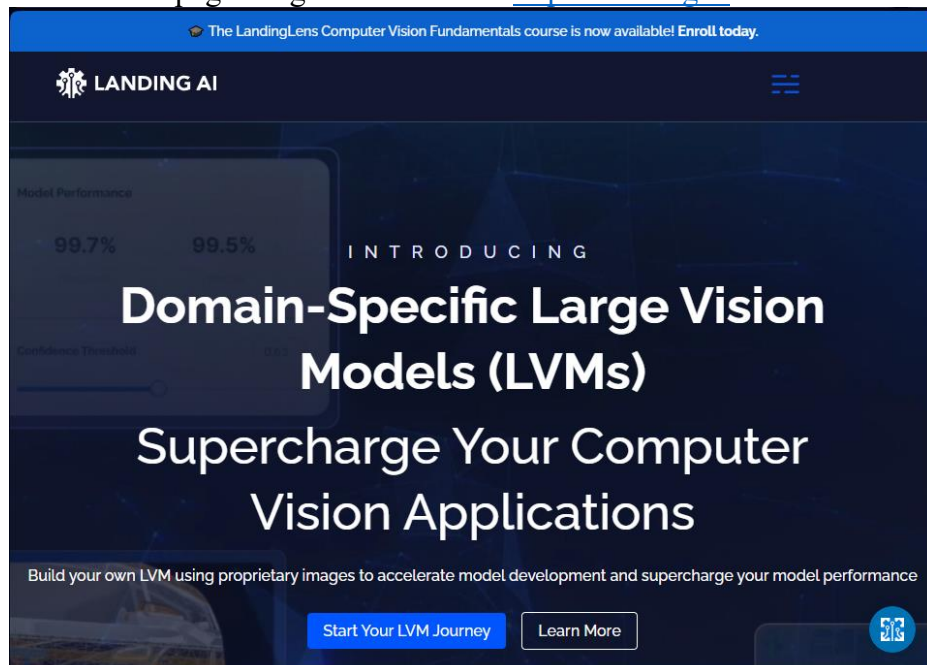 The LandingLens Computer Vision Fundamentals course is now available! Enroll today.
LANDING AI
Model Performance
99.7% 99.5%
INTRODUCING
Domain-Specific Large Vision
Models (LVMs)
Confidence Threshold
Supercharge Your Computer
Vision Applications
Build your own LVM using proprietary images to accelerate model development and supercharge your model performance
Start Your LVM Journey Learn More